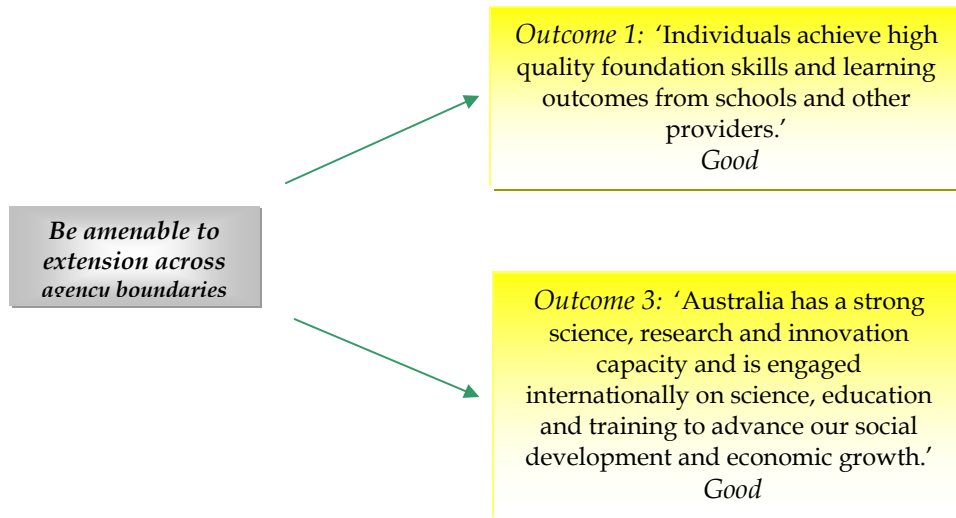 Outcome 1: ‘Individuals achieve high
quality foundation skills and learning
outcomes from schools and other
providers.’
Good
Be amenable to
extension across
agency boundaries
Outcome 3: ‘Australia has a strong
science, research and innovation
capacity and is engaged
internationally on science, education
and training to advance our social
development and economic growth.’
Good